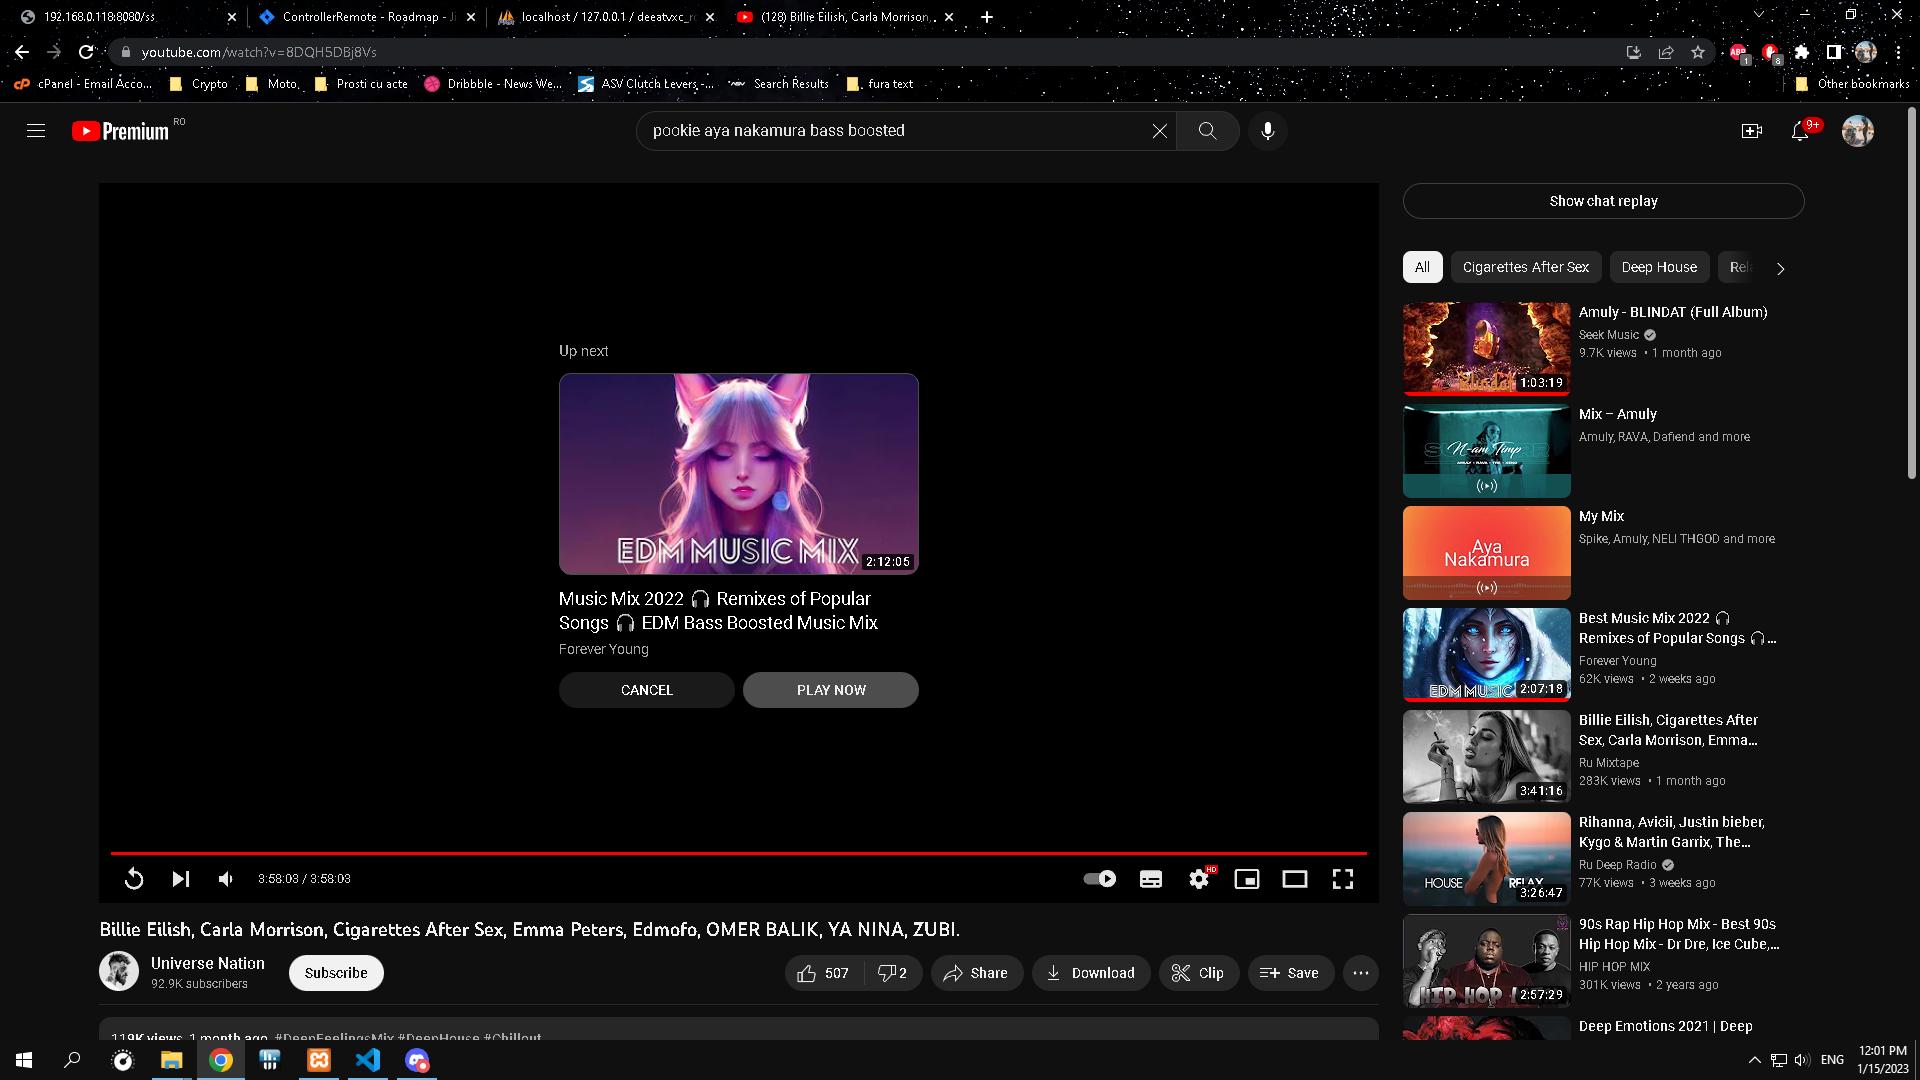 192.168.0.118:8080/ss
ControllerRemote - Roadmap - Ji
localhost / 127.0.0.1 / deeatvxc_r
(128) Billie Eilish, Carla Morrison,
youtube.com/watch?v=8DQH5DBj8Vs
ABP
1
8
cPanel - Email Acco...
Crypto
Moto
Prosti cu acte
Dribbble - News We...
ASV Clutch Levers -...
Search Results
fura text
Other bookmarks
Premium
RO
pookie aya nakamura bass boosted
9+
Up next
EDM MUSIC MIX
2:12:05
Music Mix 2022 🎧 Remixes of Popular
Songs 🎧 EDM Bass Boosted Music Mix
Forever Young
CANCEL
PLAY NOW
3:58:03 / 3:58:03
HD
Billie Eilish, Carla Morrison, Cigarettes After Sex, Emma Peters, Edmofo, OMER BALIK, YA NINA, ZUBI.
Universe Nation
92.9K subscribers
Subscribe
507
2
Share
Download
Clip
Save
119K views 1 month ago #DeepFeelingsMix #DeepHouse #Chillout
Show chat replay
All
Cigarettes After Sex
Deep House
Rel
Blindat
1:03:19
Amuly - BLINDAT (Full Album)
Seek Music
9.7K views • 1 month ago
N-am Timp
Mix – Amuly
Amuly, RAVA, Dafiend and more
Aya
Nakamura
My Mix
Spike, Amuly, NELI THGOD and more
EDM MUSIC
2:07:18
Best Music Mix 2022 🎧
Remixes of Popular Songs 🎧...
Forever Young
62K views • 2 weeks ago
3:41:16
Billie Eilish, Cigarettes After
Sex, Carla Morrison, Emma...
Ru Mixtape
283K views • 1 month ago
HOUSE
RELAX
3:26:47
Rihanna, Avicii, Justin bieber,
Kygo & Martin Garrix, The...
Ru Deep Radio
77K views • 3 weeks ago
HIP HOP
2:57:29
90s Rap Hip Hop Mix - Best 90s
Hip Hop Mix - Dr Dre, Ice Cube,...
HIP HOP MIX
301K views • 2 years ago
Deep Emotions 2021 | Deep
ENG
12:01 PM
1/15/2023